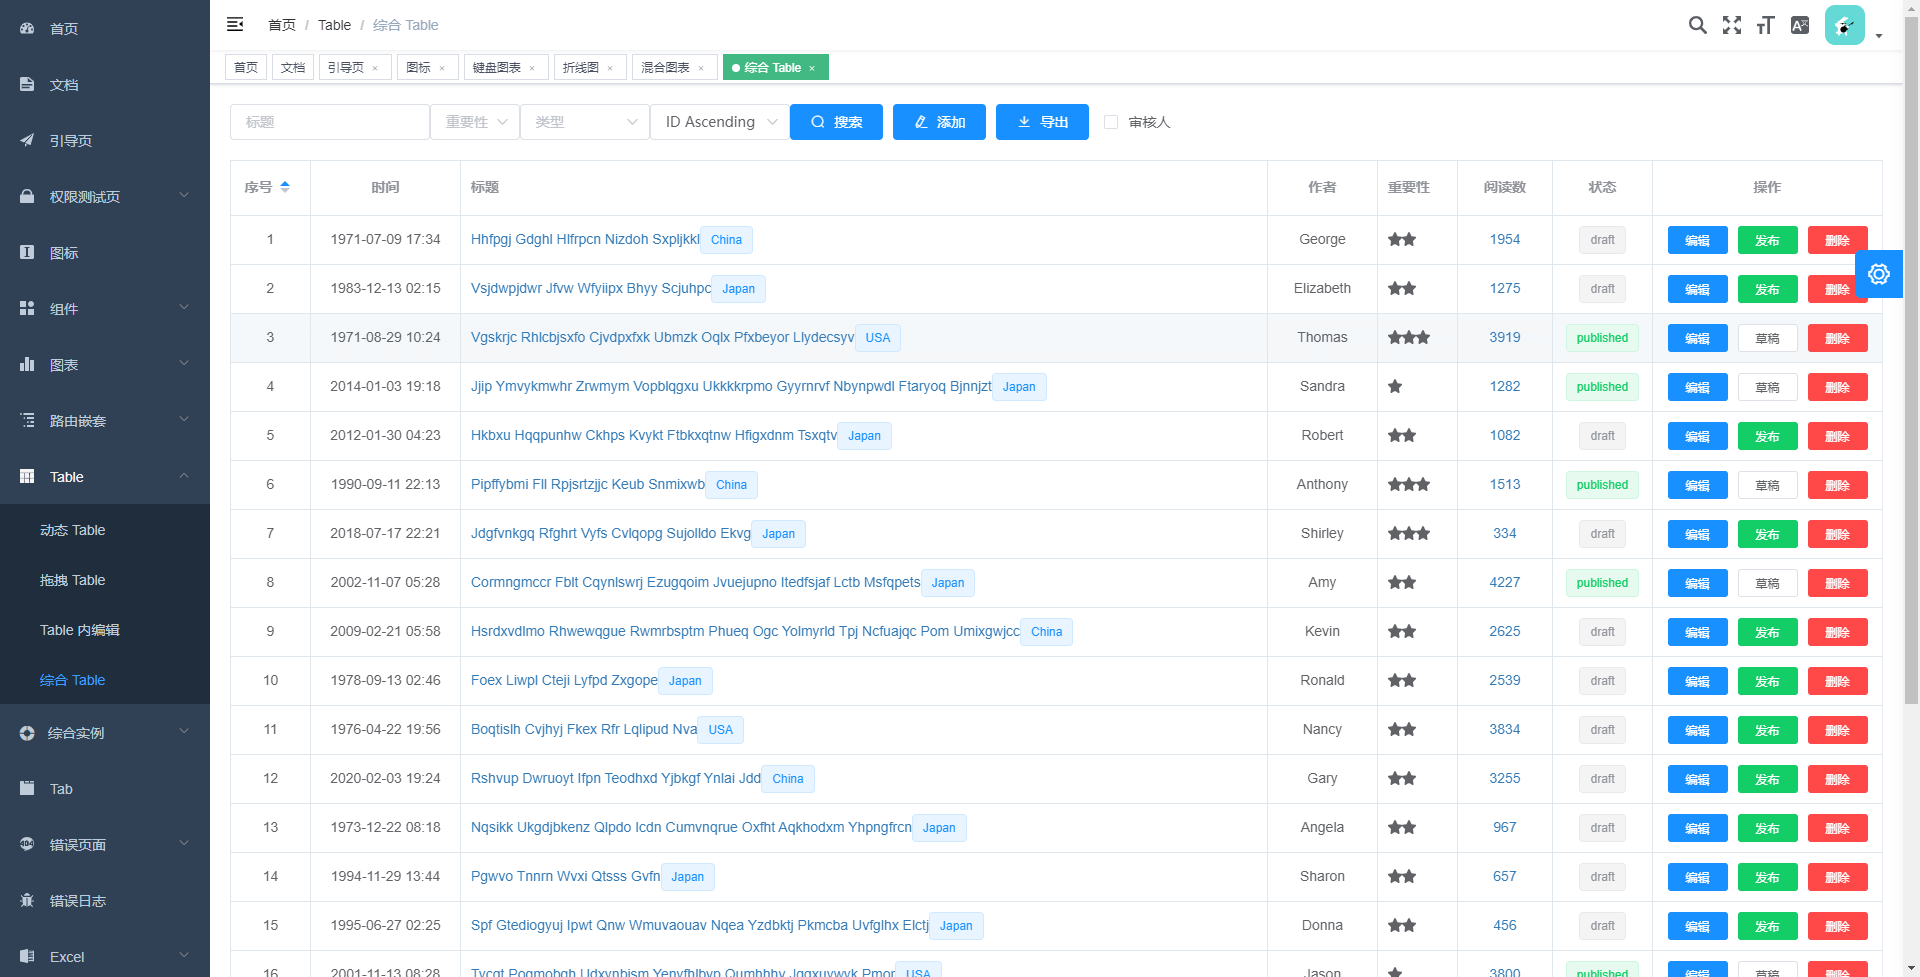 首页
文档
引导页
权限测试页
图标
组件
图表
路由嵌套
Table
动态 Table
拖拽 Table
Table 内编辑
综合 Table
综合实例
Tab
404
错误页面
错误日志
Excel
首页 / Table / 综合 Table
首页 文档 引导页 × 图标 × 键盘图表 × 折线图 × 混合图表 × 综合 Table ×
标题 重要性 类型 ID Ascending 搜索 添加 导出 审核人
序号 时间 标题 作者 重要性 阅读数 状态 操作
1 1971-07-09 17:34 Hhfpgj Gdghl Hlfrpcn Nizdoh Sxpljkkl China George 1954 draft 编辑 发布 删除
2 1983-12-13 02:15 Vsjdwpjdwr Jfvw Wfyiipx Bhyy Scjuhpc Japan Elizabeth 1275 draft 编辑 发布 删除
3 1971-08-29 10:24 Vgskrjc Rhlcbjsxfo Cjvdpxfxk Ubmzk Oqlx Pfxbeyor Llydecsyv USA Thomas 3919 published 编辑 草稿 删除
4 2014-01-03 19:18 Jjip Ymvykmwhr Zrwmym Vopblqgxu Ukkkkrpmo Gyyrnrvf Nbynpwdl Ftaryoq Bjnnjzt Japan Sandra 1282 published 编辑 草稿 删除
5 2012-01-30 04:23 Hkbxu Hqqpunhw Ckhps Kvykt Ftbkxqtnw Hfigxdnm Tsxqtv Japan Robert 1082 draft 编辑 发布 删除
6 1990-09-11 22:13 Pipffybmi Fll Rpjsrtzjjc Keub Snmixwb China Anthony 1513 published 编辑 草稿 删除
7 2018-07-17 22:21 Jdgfvnkgq Rfghrt Vyfs Cvlqopg Sujolldo Ekvg Japan Shirley 334 draft 编辑 发布 删除
8 2002-11-07 05:28 Cormngmccr Fblt Cqynlswrj Ezugqoim Jvuejupno Itedfsjaf Lctb Msfqpets Japan Amy 4227 published 编辑 草稿 删除
9 2009-02-21 05:58 Hsrdxvdlmo Rhwewqgue Rwmrbsptm Phueq Ogc Yolmyrld Tpj Ncfuajqc Pom Umixgwjcc China Kevin 2625 draft 编辑 发布 删除
10 1978-09-13 02:46 Foex Liwpl Cteji Lyfpd Zxgope Japan Ronald 2539 draft 编辑 发布 删除
11 1976-04-22 19:56 Boqtislh Cvjhyj Fkex Rfr Lqlipud Nva USA Nancy 3834 draft 编辑 发布 删除
12 2020-02-03 19:24 Rshvup Dwruoyt Ifpn Teodhxd Yjbkgf Ynlai Jdd China Gary 3255 draft 编辑 发布 删除
13 1973-12-22 08:18 Nqsikk Ukgdjbkenz Qlpdo Icdn Cumvnqrue Oxfht Aqkhodxm Yhpngfrcn Japan Angela 967 draft 编辑 发布 删除
14 1994-11-29 13:44 Pgwvo Tnnrn Wvxi Qtsss Gvfn Japan Sharon 657 draft 编辑 发布 删除
15 1995-06-27 02:25 Spf Gtediogyuj Ipwt Qnw Wmuvaouav Nqea Yzdbktj Pkmcba Uvfglhx Elctj Japan Donna 456 draft 编辑 发布 删除
16 2001-11-13 08:28 USA Jason 3800 published 编辑 草稿 删除